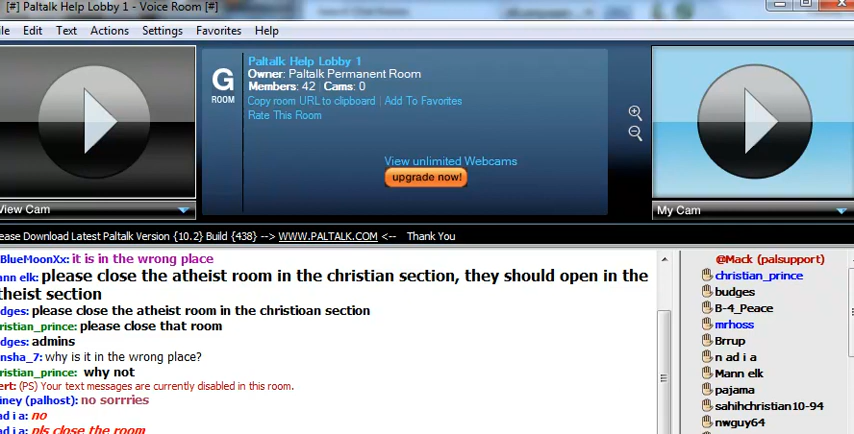 [#] Paltalk Help Lobby 1 - Voice Room [#]
Edit Text Actions Settings Favorites Help
G
ROOM
Paltalk Help Lobby 1
Owner: Paltalk Permanent Room
Members: 42 Cams: 0
Copy room URL to clipboard | Add To Favorites
Rate This Room
View unlimited Webcams
upgrade now!
View Cam
My Cam
ease Download Latest Paltalk Version {10.2} Build {438} --> WWW.PALTALK.COM <-- Thank You
BlueMoonXx: it is in the wrong place
ann elk: please close the atheist room in the christian section, they should open in the
theist section
dges: please close the atheist room in the christioan section
ristian_prince: please close that room
dges: admins
nsha_7: why is it in the wrong place?
ristian_prince: why not
ert: (PS) Your text messages are currently disabled in this room.
iney (palhost): no sorrries
ad i a: no
ad i a: pls close the room
@Mack (palsupport)
christian_prince
budges
B-4_Peace
mrhoss
Brrup
n ad i a
Mann elk
pajama
sahihchristian10-94
nwguy64